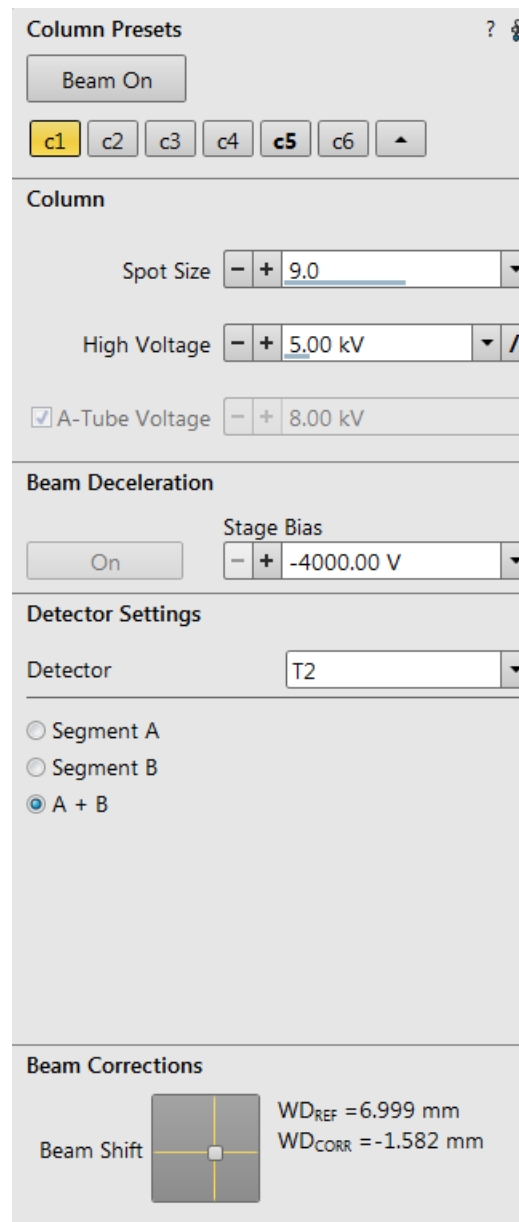 Column Presets ?
Beam On
c1 c2 c3 c4 c5 c6
Column
Spot Size − + 9.0
High Voltage − + 5.00 kV
A-Tube Voltage − + 8.00 kV
Beam Deceleration
Stage Bias
On − + -4000.00 V
Detector Settings
Detector T2
Segment A
Segment B
A + B
Beam Corrections
WDREF =6.999 mm
Beam Shift WDCORR =-1.582 mm